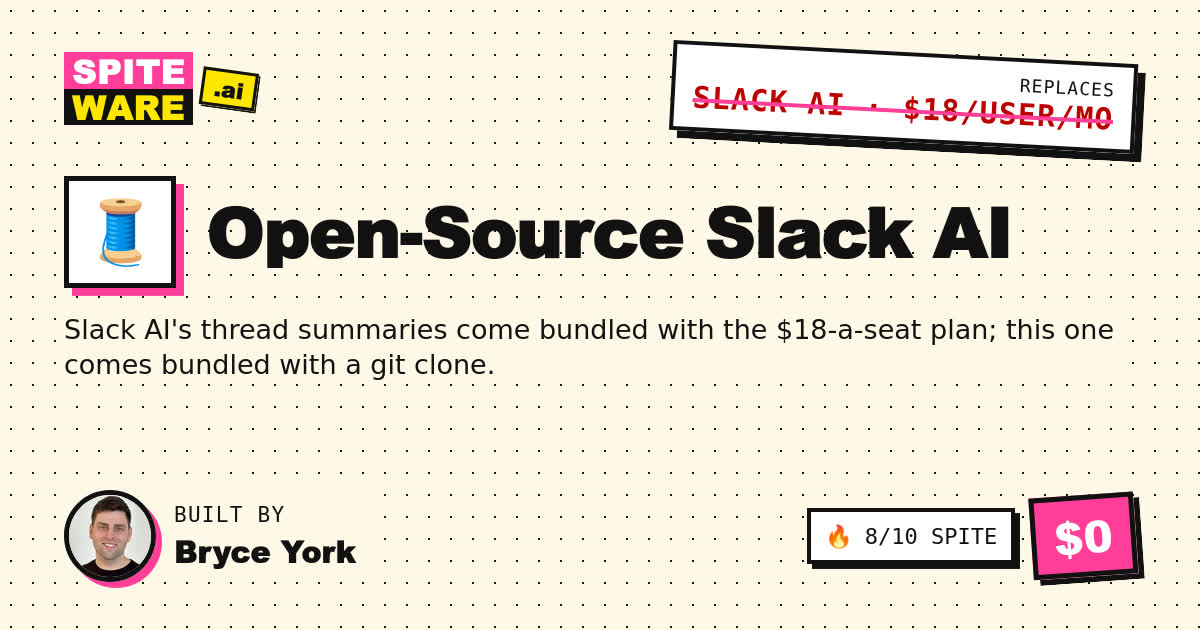 SPITE
WARE
.ai
REPLACES
SLACK AI · $18/USER/MO
Open-Source Slack AI
Slack AI's thread summaries come bundled with the $18-a-seat plan; this one
comes bundled with a git clone.
BUILT BY
Bryce York
8/10 SPITE
$0